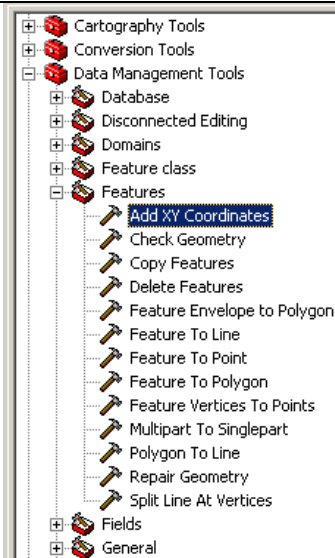 Cartography Tools
Conversion Tools
Data Management Tools
Database
Disconnected Editing
Domains
Feature class
Features
Add XY Coordinates
Check Geometry
Copy Features
Delete Features
Feature Envelope to Polygon
Feature To Line
Feature To Point
Feature To Polygon
Feature Vertices To Points
Multipart To Singlepart
Polygon To Line
Repair Geometry
Split Line At Vertices
Fields
General